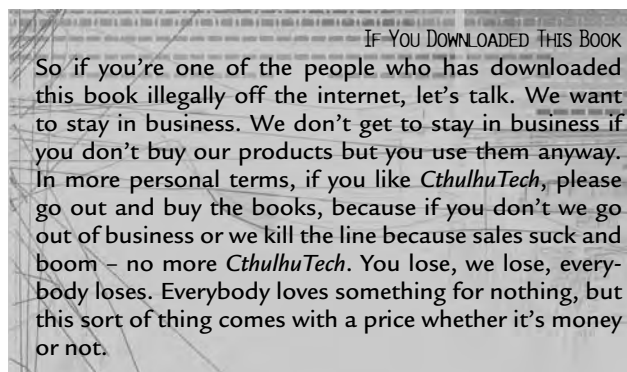 If You Downloaded This Book
So if you're one of the people who has downloaded
this book illegally off the internet, let's talk. We want
to stay in business. We don't get to stay in business if
you don't buy our products but you use them anyway.
In more personal terms, if you like CthulhuTech, please
go out and buy the books, because if you don't we go
out of business or we kill the line because sales suck and
boom – no more CthulhuTech. You lose, we lose, every-
body loses. Everybody loves something for nothing, but
this sort of thing comes with a price whether it's money
or not.